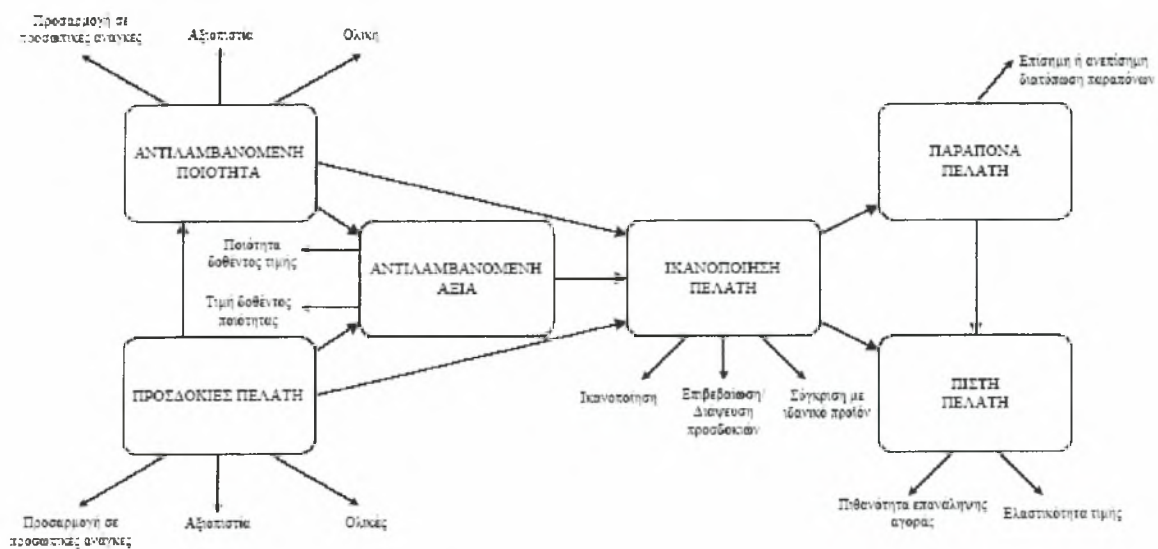 Προσαρμογή σε
προσωπικές ανάγκες
Αξιοπιστία
Ολική
Επίσημη ή ανεπίσημη
διατύπωση παραπόνων
ΑΝΤΙΛΑΜΒΑΝΟΜΕΝΗ
ΠΟΙΟΤΗΤΑ
ΠΑΡΑΠΟΝΑ
ΠΕΛΑΤΗ
Ποιότητα
δοθέντος τιμής
Τιμή δοθέντος
ποιότητας
ΑΝΤΙΛΑΜΒΑΝΟΜΕΝΗ
ΑΞΙΑ
ΙΚΑΝΟΠΟΙΗΣΗ
ΠΕΛΑΤΗ
ΠΡΟΣΔΟΚΙΕΣ ΠΕΛΑΤΗ
Ικανοποίηση
Επιβεβαίωση/
Διάψευση
προσδοκιών
Σύγκριση με
ιδανικό προϊόν
ΠΙΣΤΗ
ΠΕΛΑΤΗ
Προσαρμογή σε
προσωπικές ανάγκες
Αξιοπιστία
Ολικές
Πιθανότητα επανάληψης
αγοράς
Ελαστικότητα τιμής